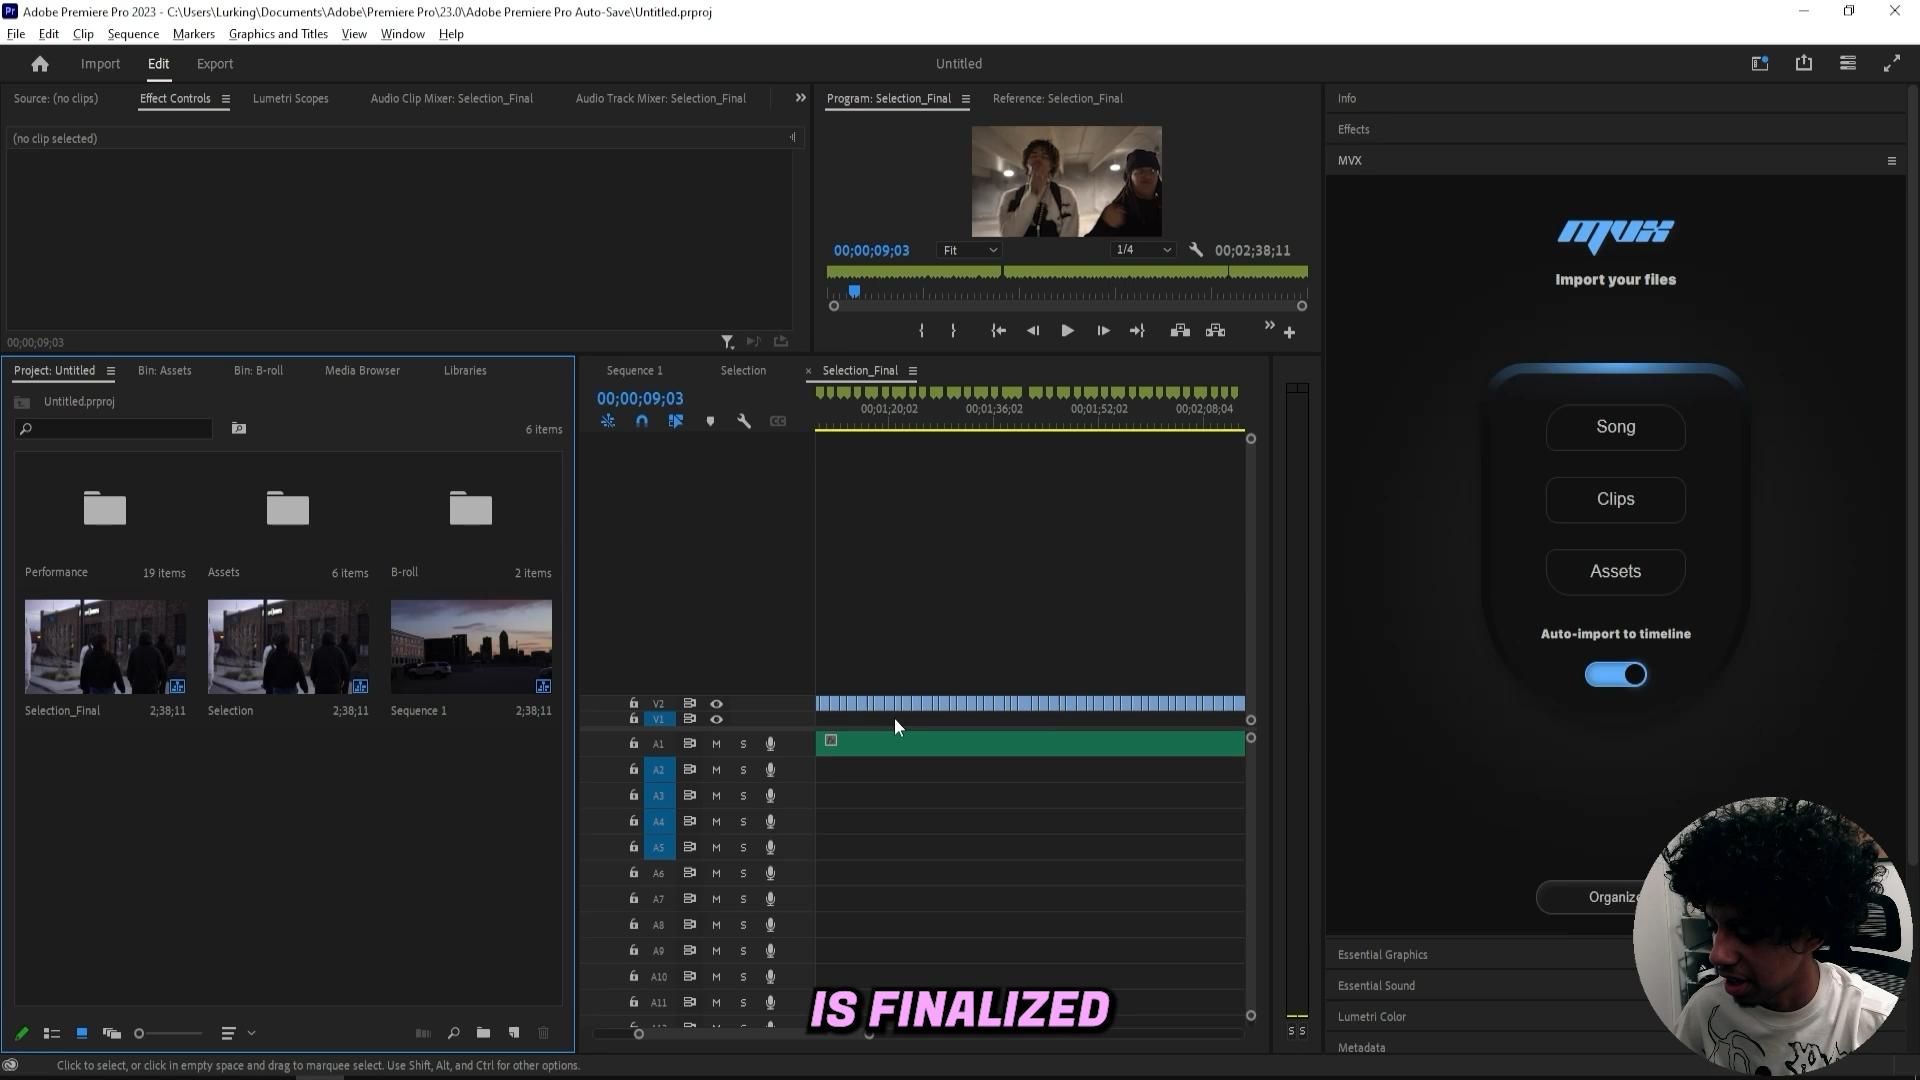 Adobe Premiere Pro 2023 - C:\Users\Lurking\Documents\Adobe\Premiere Pro\23.0\Adobe Premiere Pro Auto-Save\Untitled.prproj
File Edit Clip Sequence Markers Graphics and Titles View Window Help
Import Edit Export
Untitled
Source: (no clips) Effect Controls Lumetri Scopes Audio Clip Mixer: Selection_Final Audio Track Mixer: Selection_Final
(no clip selected)
00;00;09;03
Program: Selection_Final Reference: Selection_Final
00;00;09;03 Fit 1/4 00;02;38;11
Info
Effects
MVX
MVX
Import your files
Song
Clips
Assets
Auto-import to timeline
Organize
Essential Graphics
Essential Sound
Lumetri Color
Metadata
Project: Untitled Bin: Assets Bin: B-roll Media Browser Libraries
Untitled.prproj
6 items
Performance 19 items
Assets 6 items
B-roll 2 items
Selection_Final 2;38;11
Selection 2;38;11
Sequence 1 2;38;11
Sequence 1 × Selection Selection_Final
00;00;09;03
00;01;20;02 00;01;36;02 00;01;52;02 00;02;08;04
V2
V1
A1 M S
A2 M S
A3 M S
A4 M S
A5 M S
A6 M S
A7 M S
A8 M S
A9 M S
A10 M S
A11 M S
S S
IS FINALIZED
Click to select, or click in empty space and drag to marquee select. Use Shift, Alt, and Ctrl for other options.